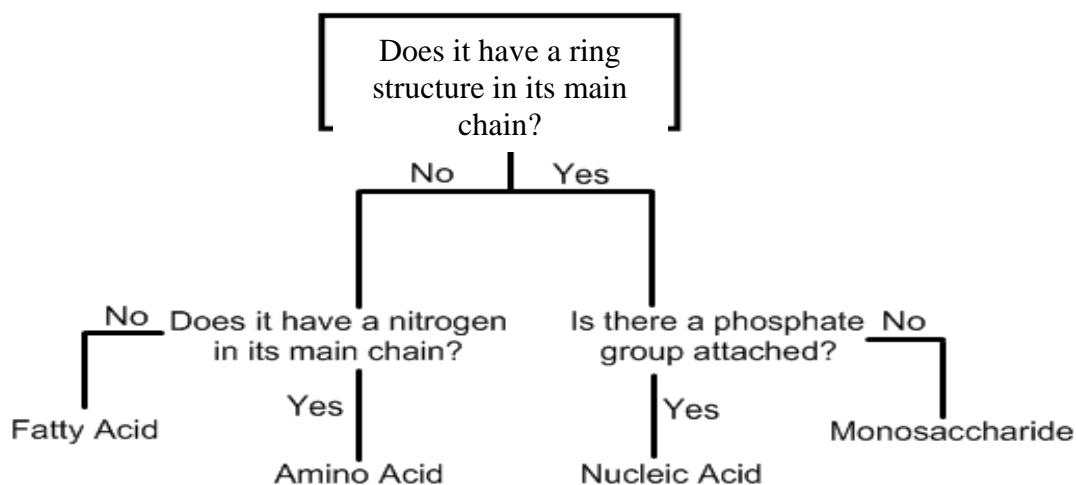 Does it have a ring
structure in its main
chain?
No
Yes
No
Does it have a nitrogen
in its main chain?
Is there a phosphate
group attached?
No
Yes
Yes
Fatty Acid
Amino Acid
Nucleic Acid
Monosaccharide